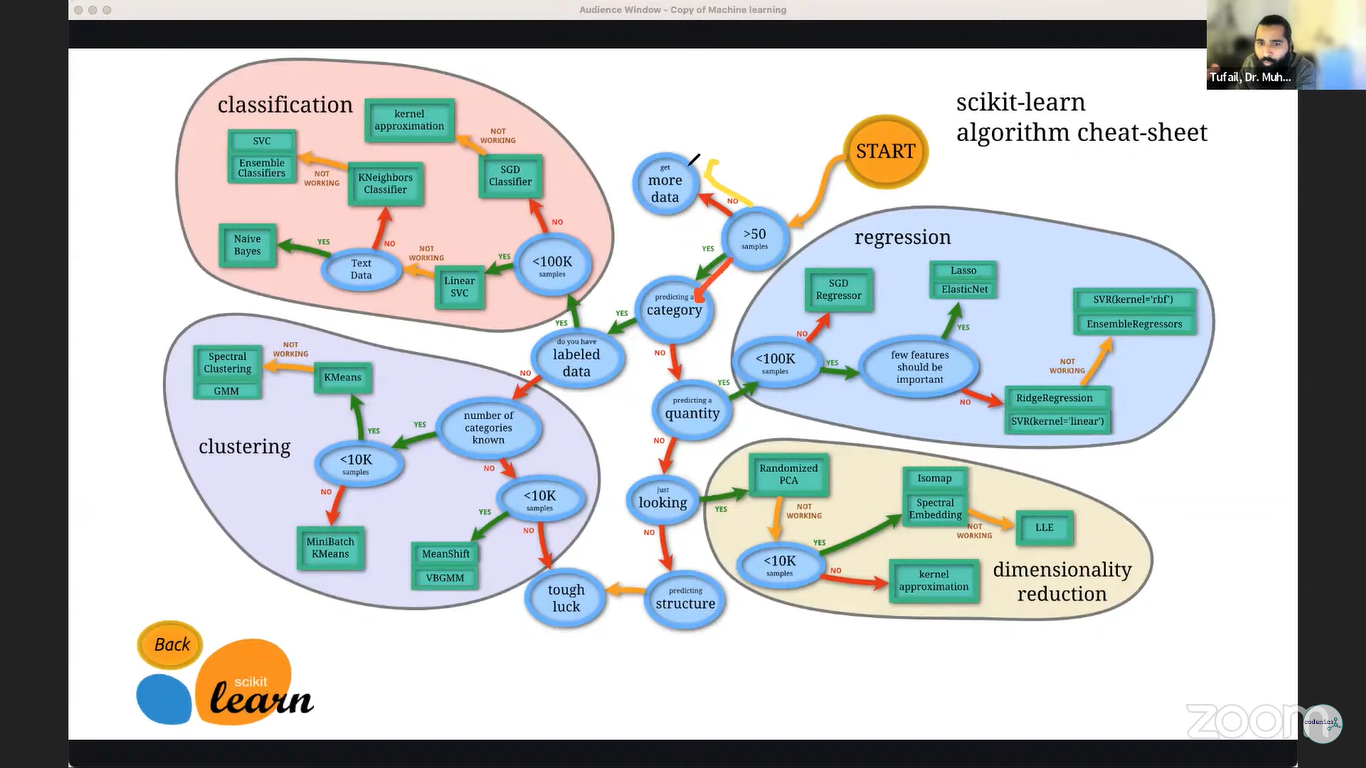 Audience Window - Copy of Machine learning
Tufail, Dr. Muh...
scikit-learn
algorithm cheat-sheet
START
classification
kernel
approximation
NOT
WORKING
SVC
Ensemble
Classifiers
NOT
WORKING
KNeighbors
Classifier
SGD
Classifier
NO
Naive
Bayes
YES
NO
Text
Data
NOT
WORKING
Linear
SVC
YES
<100K
samples
get
more
data
NO
>50
samples
YES
predicting a
category
YES
YES
do you have
labeled
data
NO
NO
predicting a
quantity
YES
NO
just
looking
YES
NO
predicting
structure
tough
luck
regression
SGD
Regressor
Lasso
ElasticNet
SVR(kernel='rbf')
EnsembleRegressors
NO
YES
<100K
samples
YES
few features
should be
important
NOT
WORKING
NO
RidgeRegression
SVR(kernel='linear')
clustering
Spectral
Clustering
GMM
NOT
WORKING
KMeans
YES
number of
categories
known
YES
<10K
samples
NO
NO
<10K
samples
YES
NO
MiniBatch
KMeans
MeanShift
VBGMM
Randomized
PCA
NOT
WORKING
Isomap
Spectral
Embedding
NOT
WORKING
LLE
YES
<10K
samples
NO
kernel
approximation
dimensionality
reduction
Back
scikit
learn
zoom
codanics